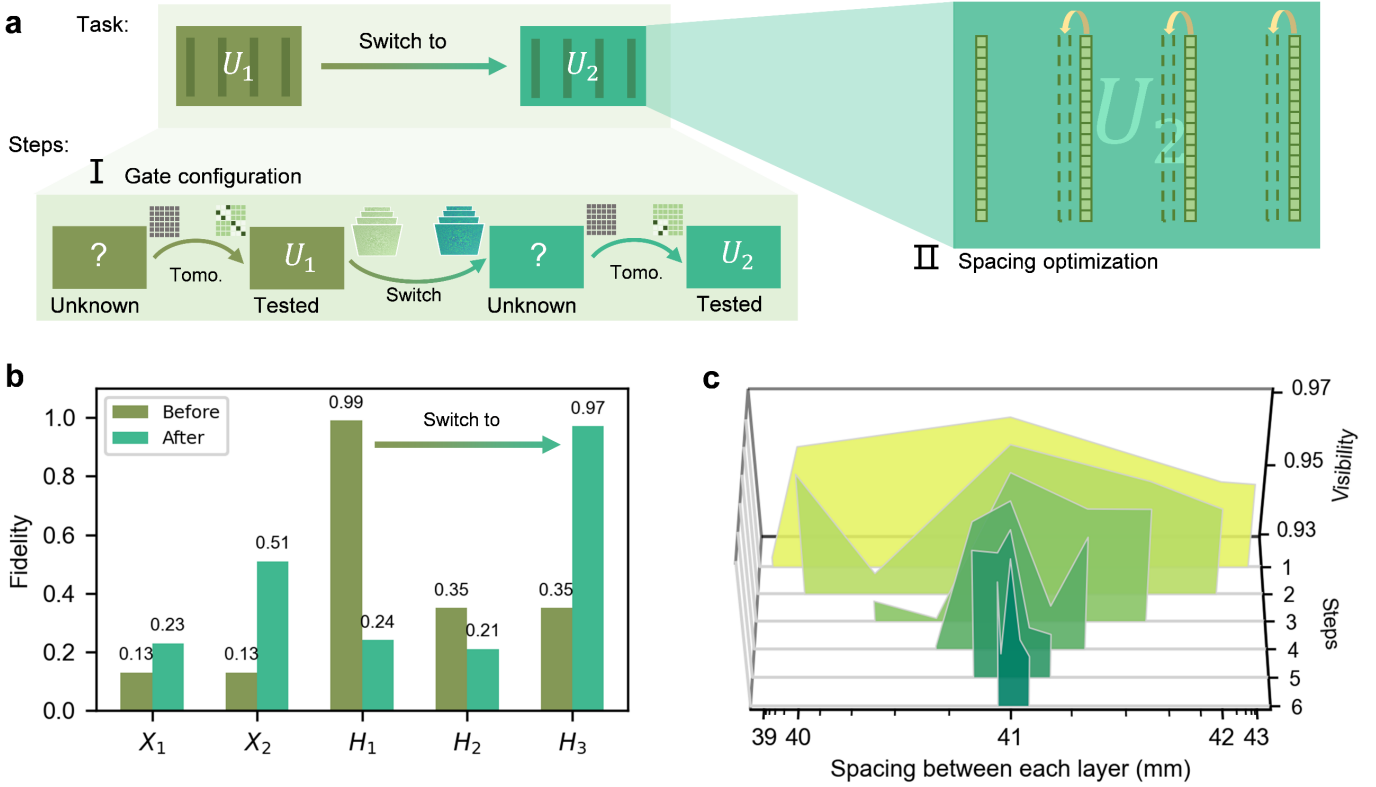 a
Task:
U1
Switch to
U2
U2
Steps:
I Gate configuration
?
Tomo.
U1
Switch
?
Tomo.
U2
Unknown
Tested
Unknown
Tested
II Spacing optimization
b
Fidelity
1.0
0.8
0.6
0.4
0.2
0.0
Before
After
Switch to
0.13
0.23
0.13
0.51
0.99
0.24
0.35
0.21
0.35
0.97
X1 X2 H1 H2 H3
c
0.97
0.95
0.93
Visibility
1
2
3
4
5
6
Steps
39 40 41 42 43
Spacing between each layer (mm)